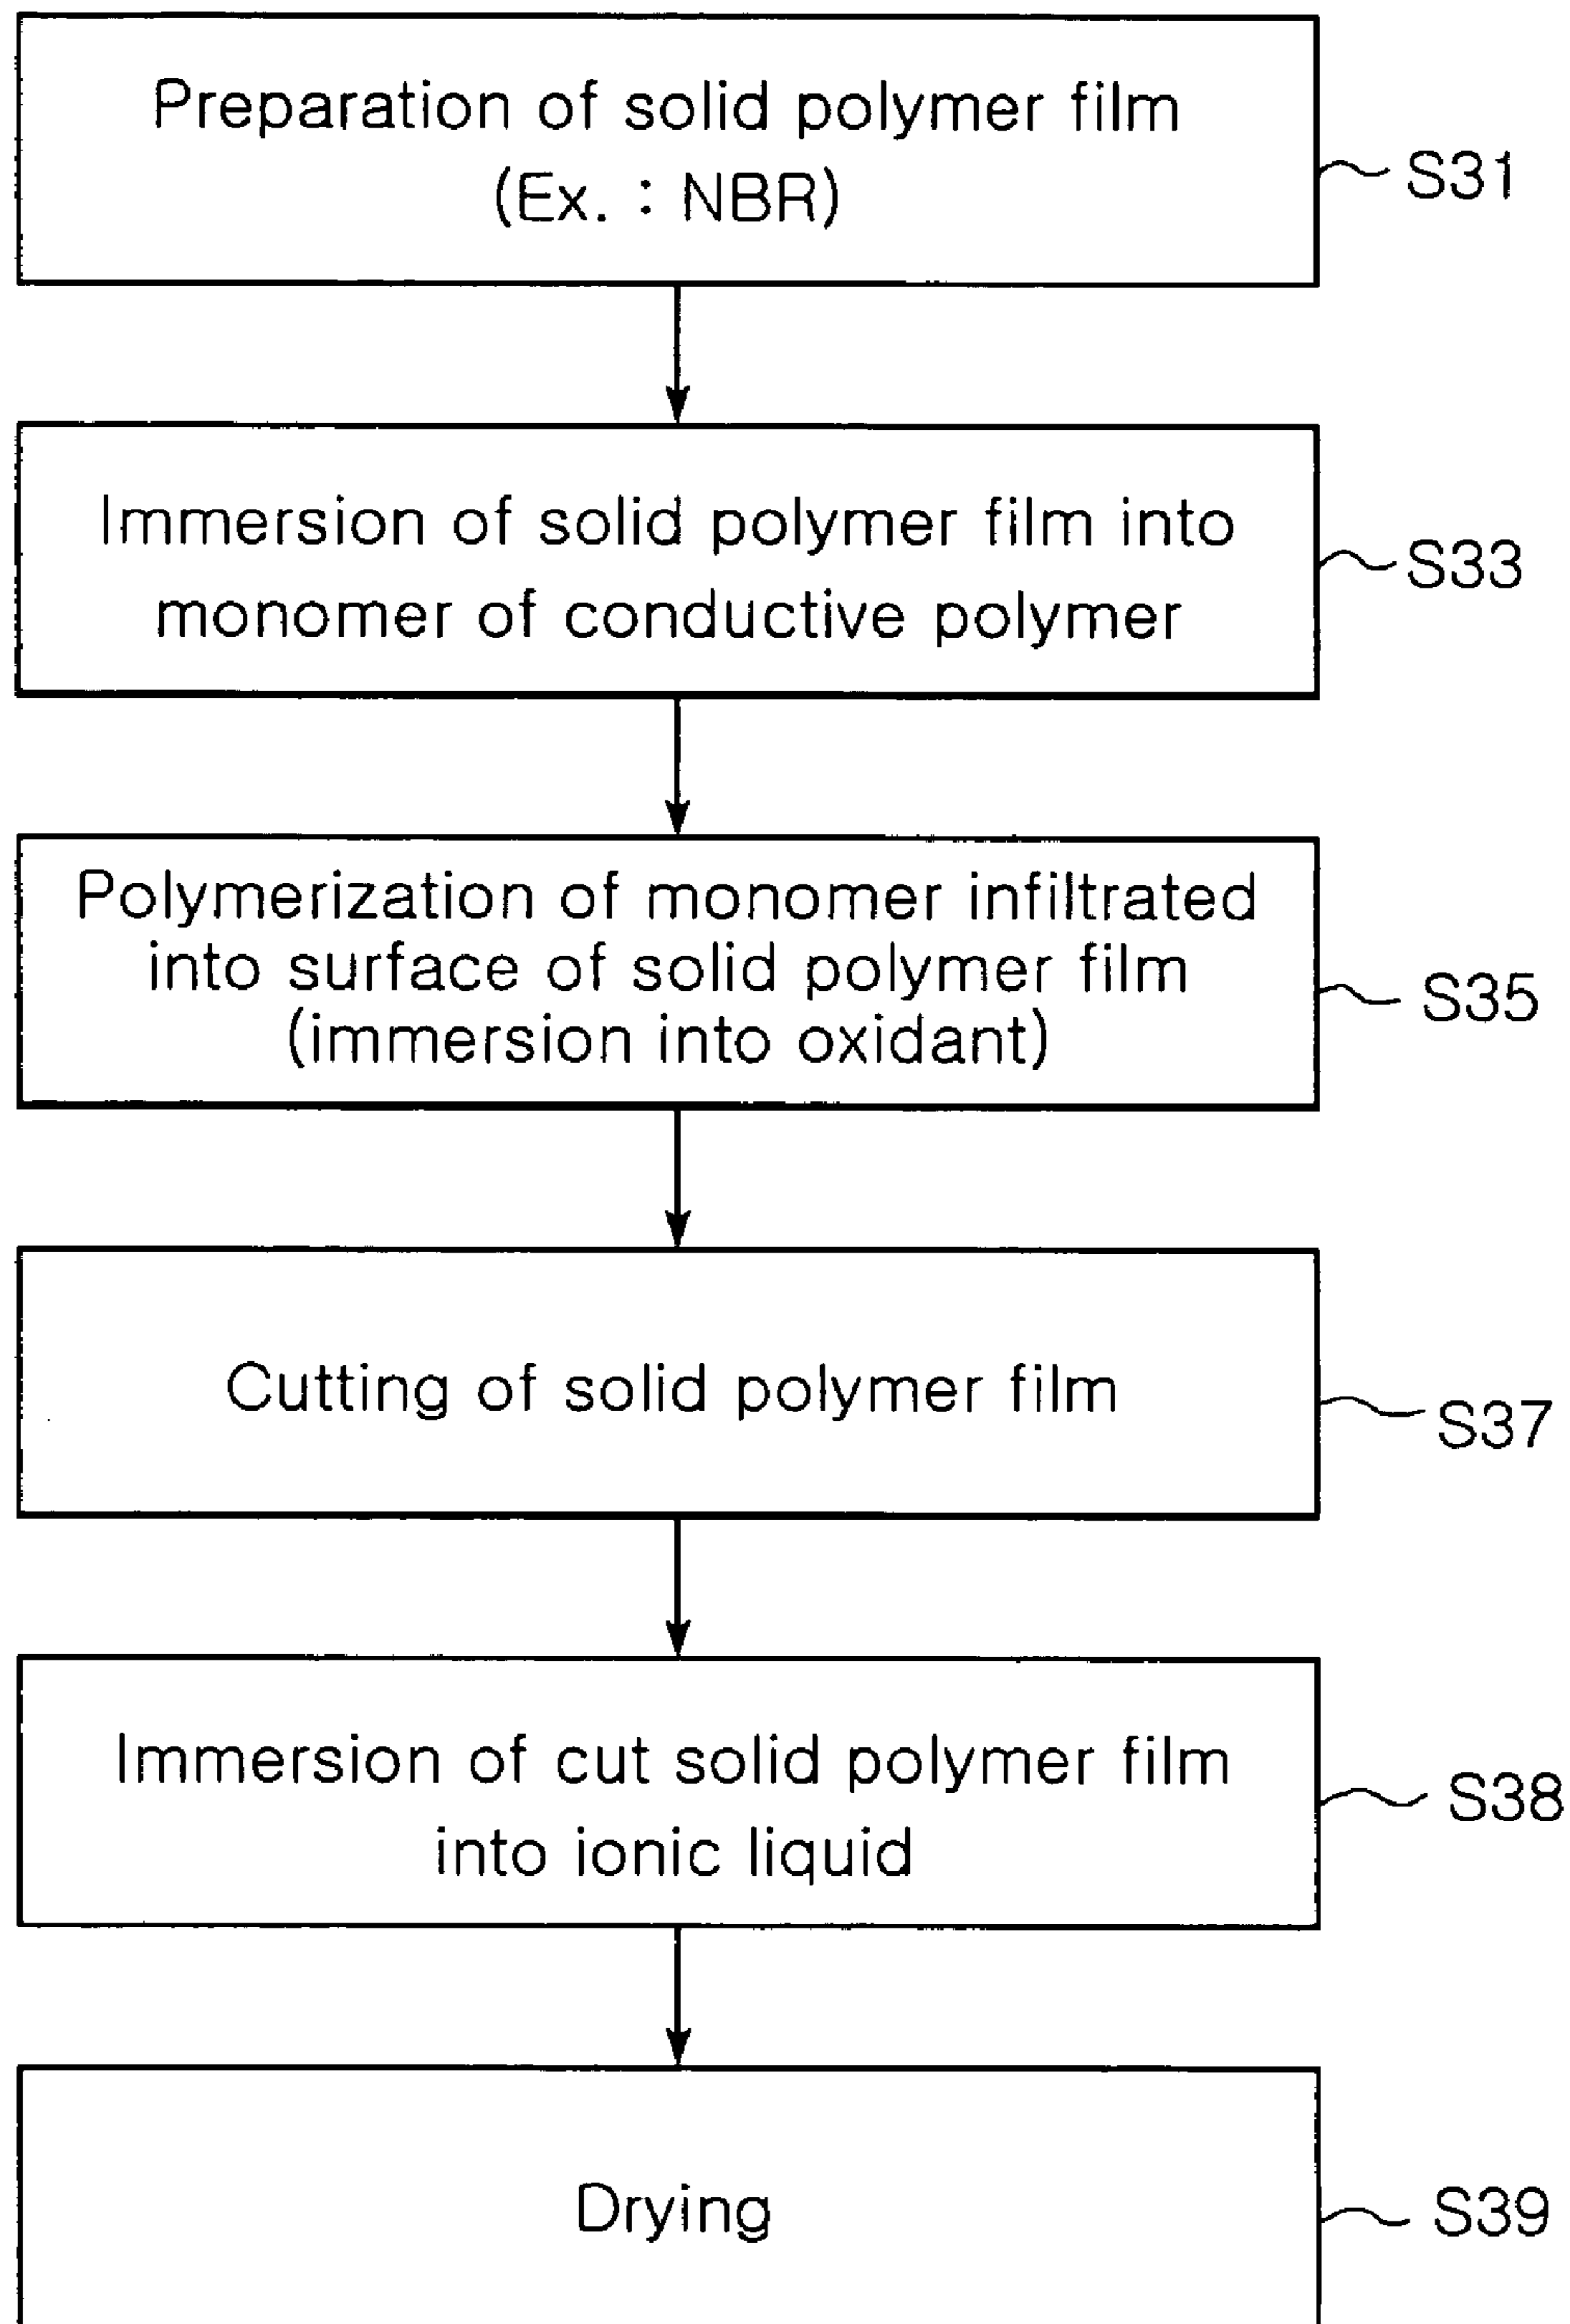 Preparation of solid polymer film
(Ex. : NBR)
S31
Immersion of solid polymer film into
monomer of conductive polymer
S33
Polymerization of monomer infiltrated
into surface of solid polymer film
(immersion into oxidant)
S35
Cutting of solid polymer film
S37
Immersion of cut solid polymer film
into ionic liquid
S38
Drying
S39